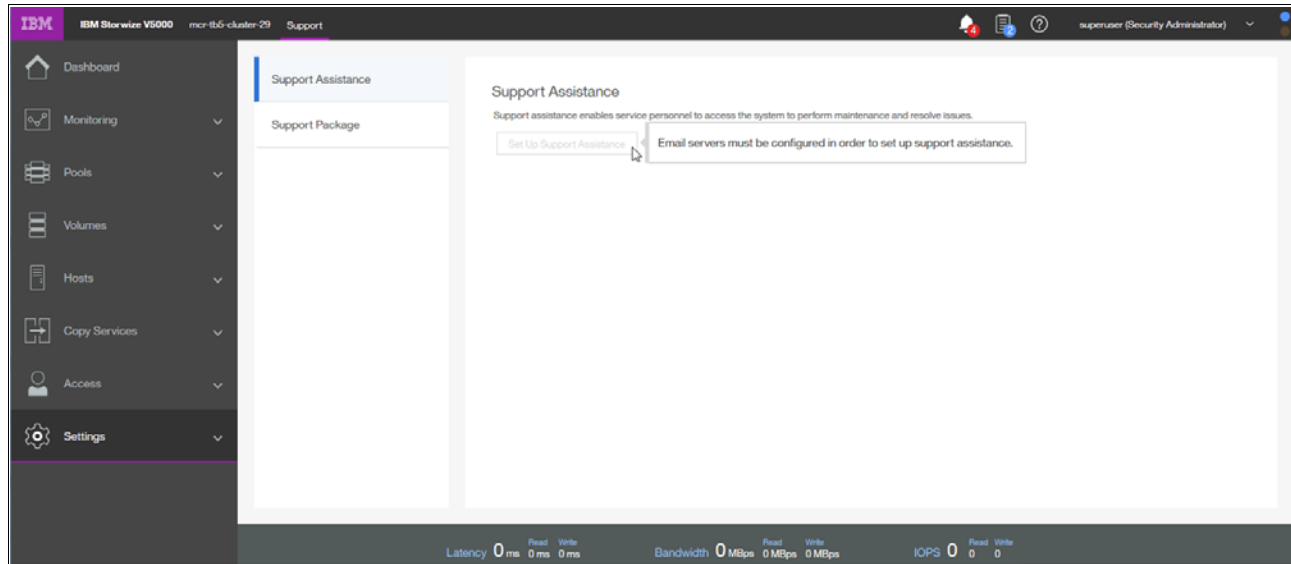 IBM IBM Storwize V5000 mcr-tb5-cluster-29 Support 4 2 superuser (Security Administrator)
Dashboard
Monitoring
Pools
Volumes
Hosts
Copy Services
Access
Settings
Support Assistance
Support Package
Support Assistance
Support assistance enables service personnel to access the system to perform maintenance and resolve issues.
Set Up Support Assistance
Email servers must be configured in order to set up support assistance.
Read Write Read Write Read Write
Latency 0 ms 0 ms 0 ms Bandwidth 0 MBps 0 MBps 0 MBps IOPS 0 0 0